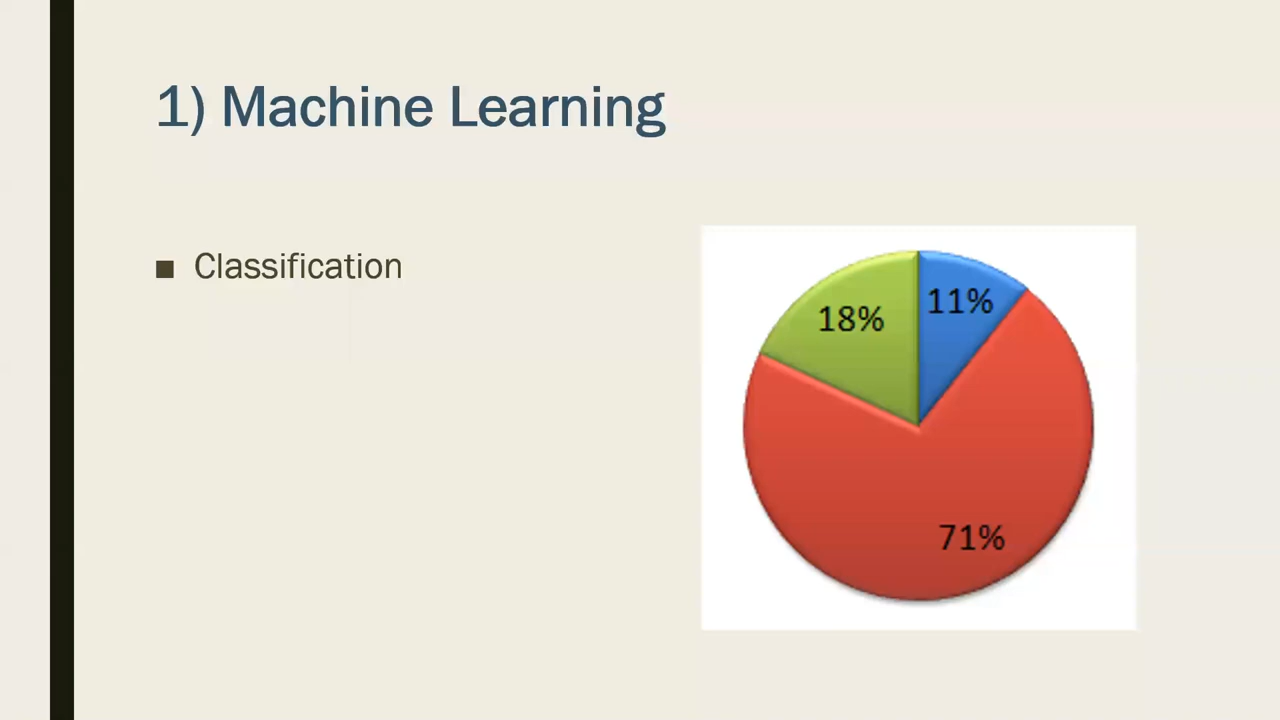 1) Machine Learning
■ Classification
18%
11%
71%